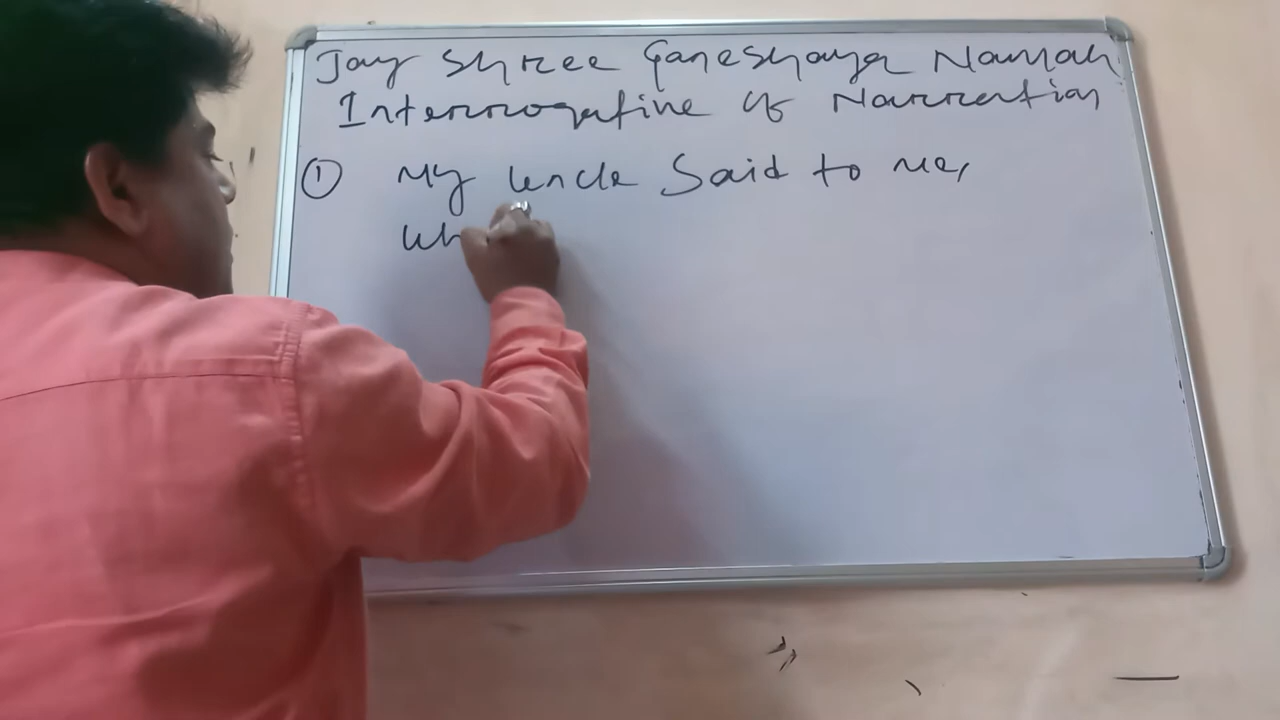 Jay Shree Ganeshaya Namah
Interrogative of Narration
① My Uncle Said to Me,
Wh